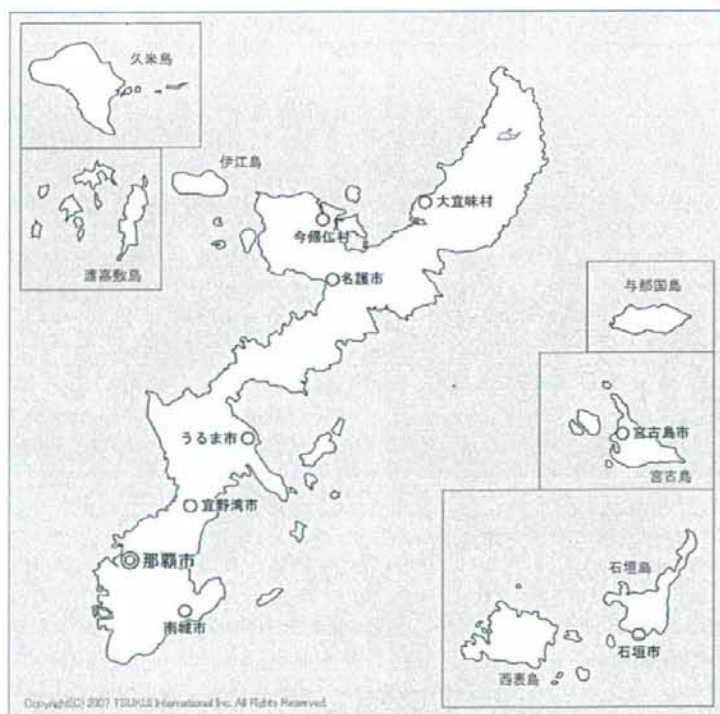 久米島
伊江島
大宜味村
今帰仁村
渡嘉敷島
名護市
与那国島
うるま市
宮古島市
宮古島
宜野湾市
那覇市
石垣島
南城市
石垣市
西表島
Copyright(C) 2007 TSUKUI International Inc. All Rights Reserved.